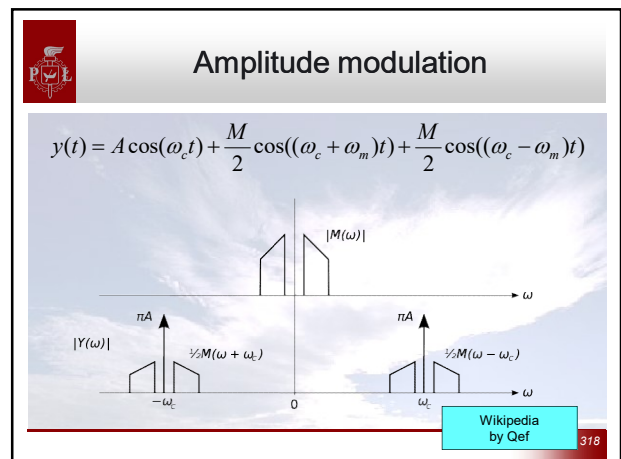 P Ł
Amplitude modulation
y(t) = A cos(ω_c t) + M/2 cos((ω_c + ω_m)t) + M/2 cos((ω_c − ω_m)t)
|M(ω)|
ω
πA
πA
|Y(ω)|
½M(ω + ω_c)
½M(ω − ω_c)
−ω_c
0
ω_c
ω
Wikipedia
by Qef
318